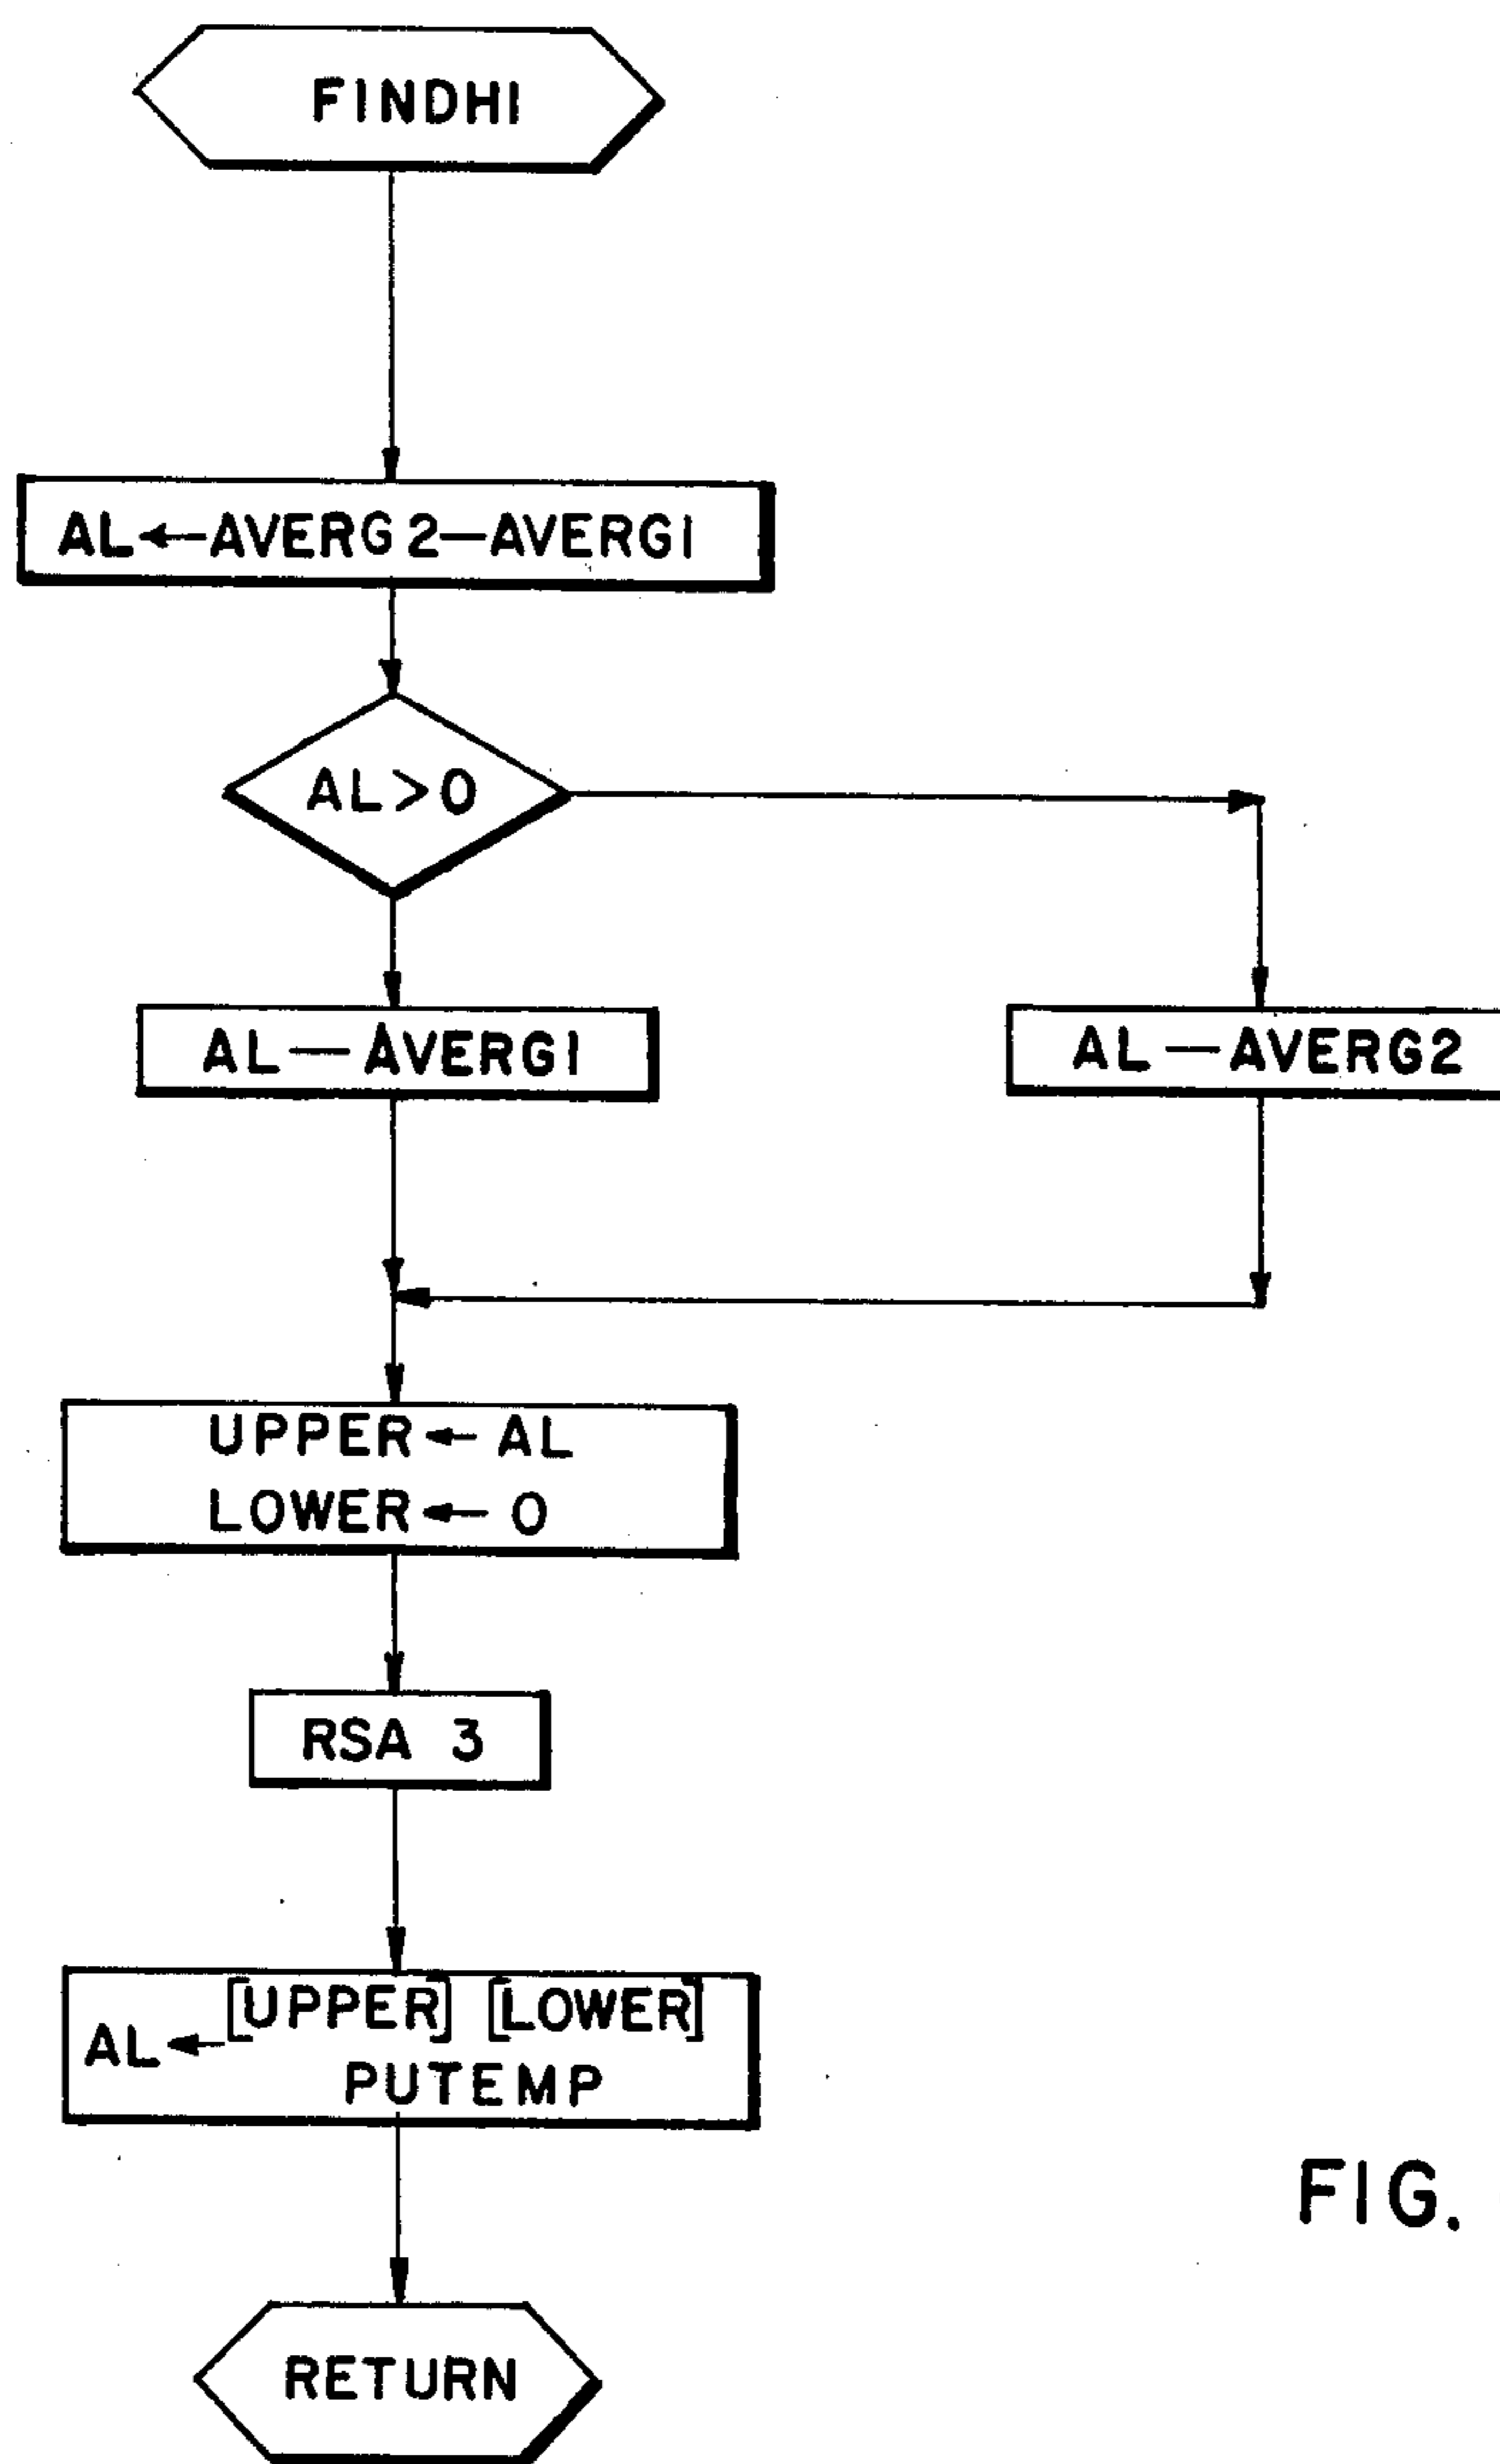 FINDHI
AL←AVERG2—AVERG1
AL>0
AL—AVERG1
AL—AVERG2
UPPER← AL
LOWER← 0
RSA 3
AL←[UPPER] [LOWER]
PUTEMP
RETURN
FIG.